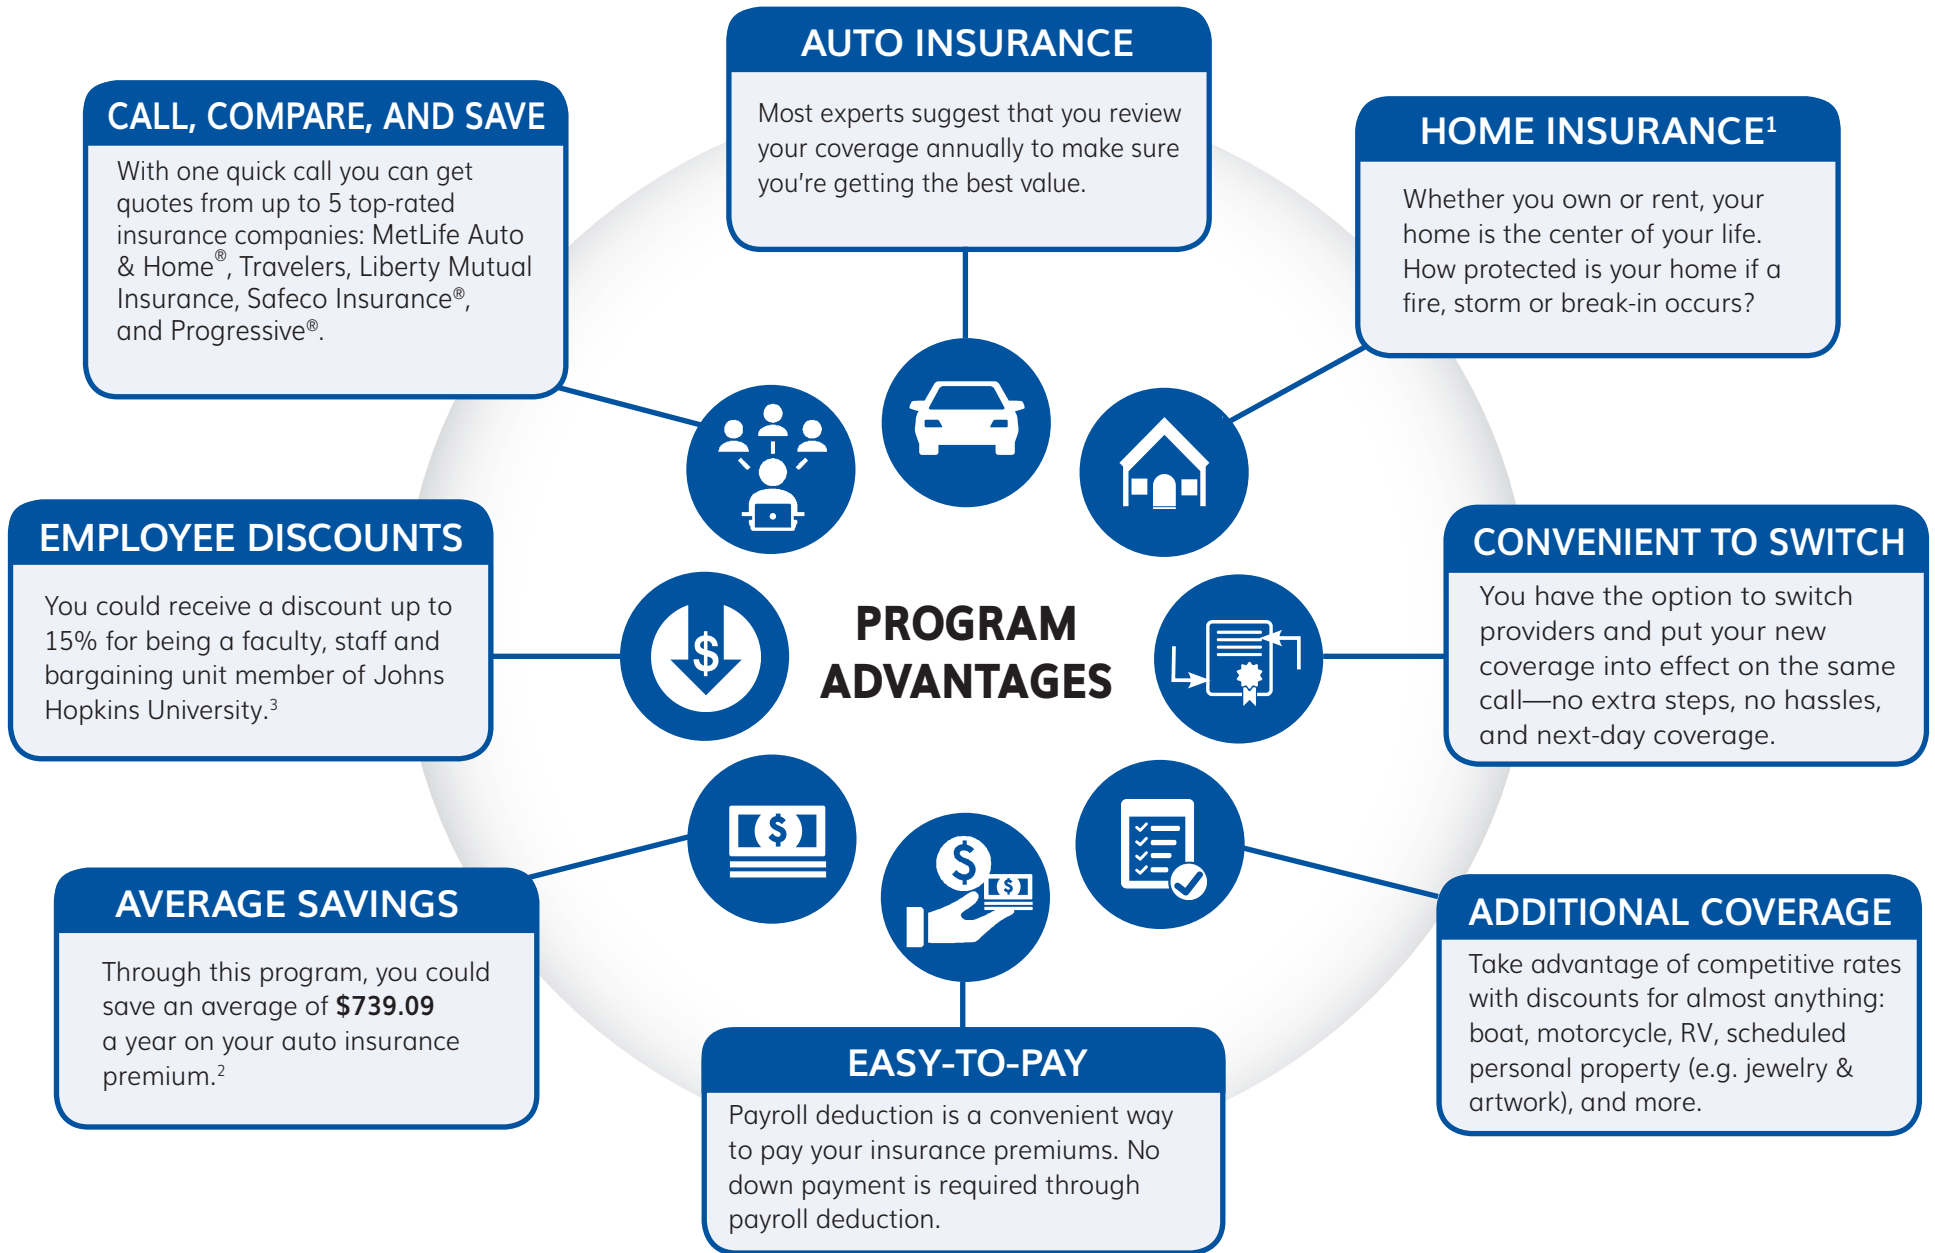 AUTO INSURANCE
Most experts suggest that you review
your coverage annually to make sure
you're getting the best value.
CALL, COMPARE, AND SAVE
With one quick call you can get
quotes from up to 5 top-rated
insurance companies: MetLife Auto
& Home®, Travelers, Liberty Mutual
Insurance, Safeco Insurance®,
and Progressive®.
HOME INSURANCE¹
Whether you own or rent, your
home is the center of your life.
How protected is your home if a
fire, storm or break-in occurs?
EMPLOYEE DISCOUNTS
You could receive a discount up to
15% for being a faculty, staff and
bargaining unit member of Johns
Hopkins University.³
$
PROGRAM
ADVANTAGES
CONVENIENT TO SWITCH
You have the option to switch
providers and put your new
coverage into effect on the same
call—no extra steps, no hassles,
and next-day coverage.
$
$
$
AVERAGE SAVINGS
Through this program, you could
save an average of $739.09
a year on your auto insurance
premium.²
EASY-TO-PAY
Payroll deduction is a convenient way
to pay your insurance premiums. No
down payment is required through
payroll deduction.
ADDITIONAL COVERAGE
Take advantage of competitive rates
with discounts for almost anything:
boat, motorcycle, RV, scheduled
personal property (e.g. jewelry &
artwork), and more.